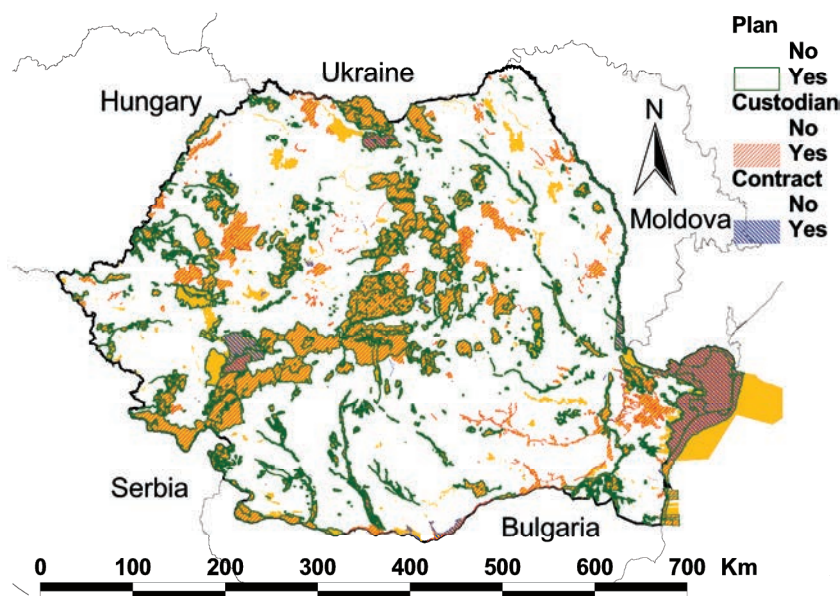 Plan
No
Yes
Custodian
No
Yes
Contract
No
Yes
Ukraine
Hungary
N
Moldova
Serbia
Bulgaria
0 100 200 300 400 500 600 700 Km